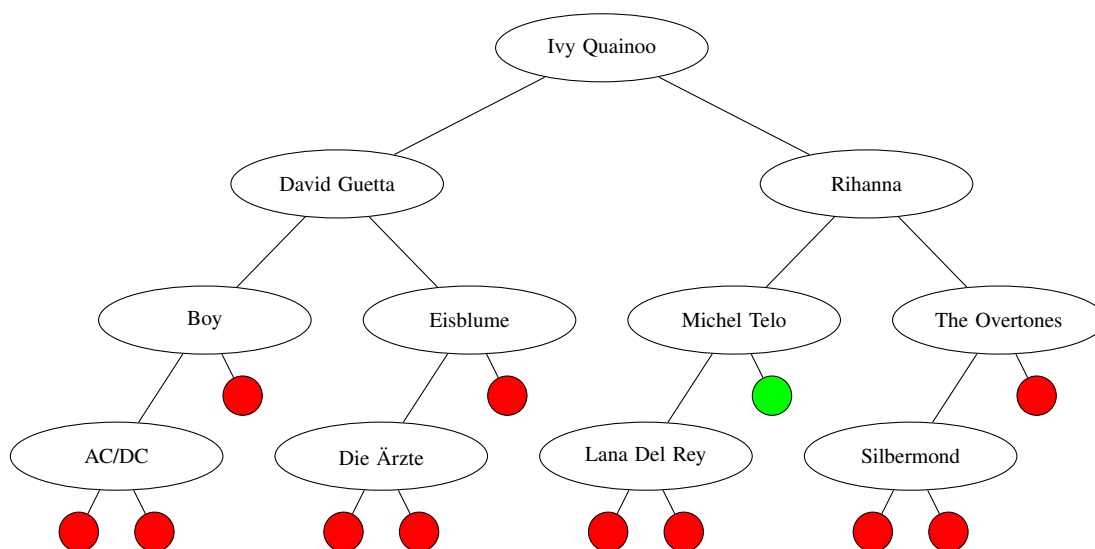 Ivy Quainoo
David Guetta
Rihanna
Boy
Eisblume
Michel Telo
The Overtones
AC/DC
Die Ärzte
Lana Del Rey
Silbermond